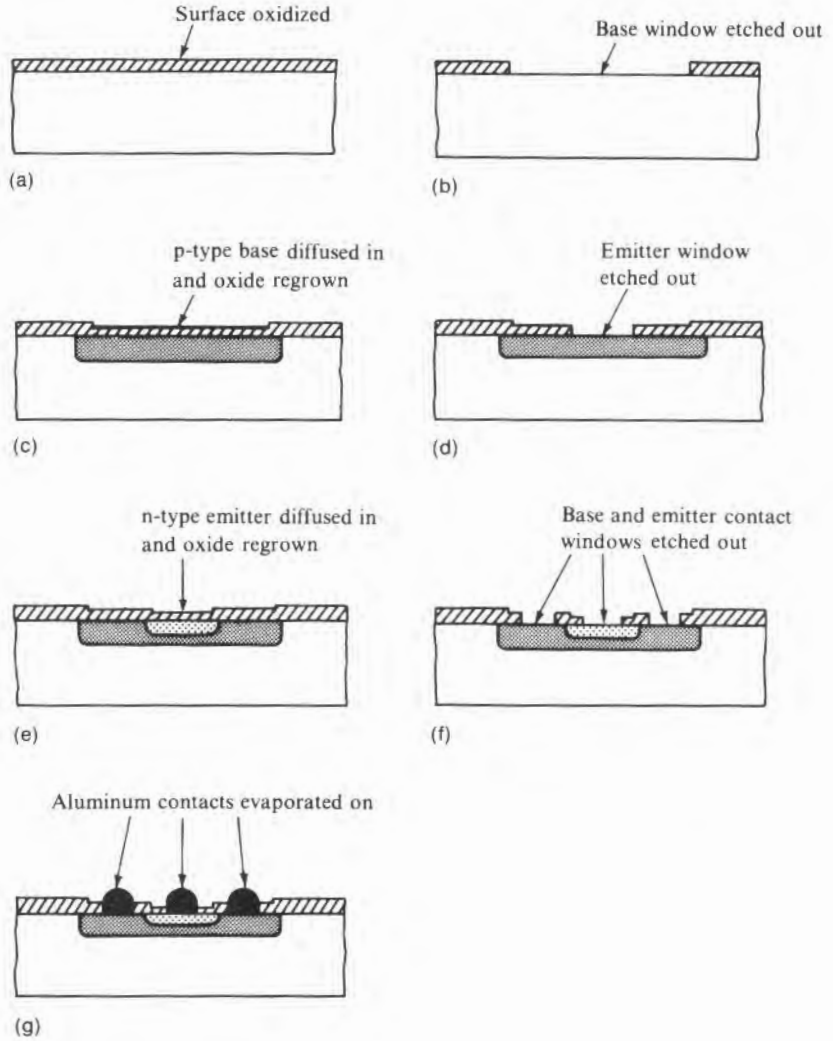 Surface oxidized
(a)
Base window etched out
(b)
p-type base diffused in
and oxide regrown
(c)
Emitter window
etched out
(d)
n-type emitter diffused in
and oxide regrown
(e)
Base and emitter contact
windows etched out
(f)
Aluminum contacts evaporated on
(g)